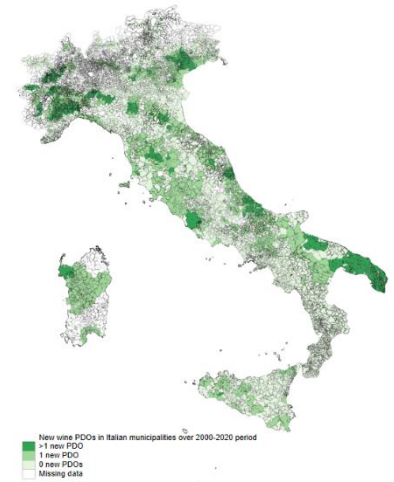 New wine PDOs in Italian municipalities over 2000-2020 period
>1 new PDO
1 new PDO
0 new PDOs
Missing data